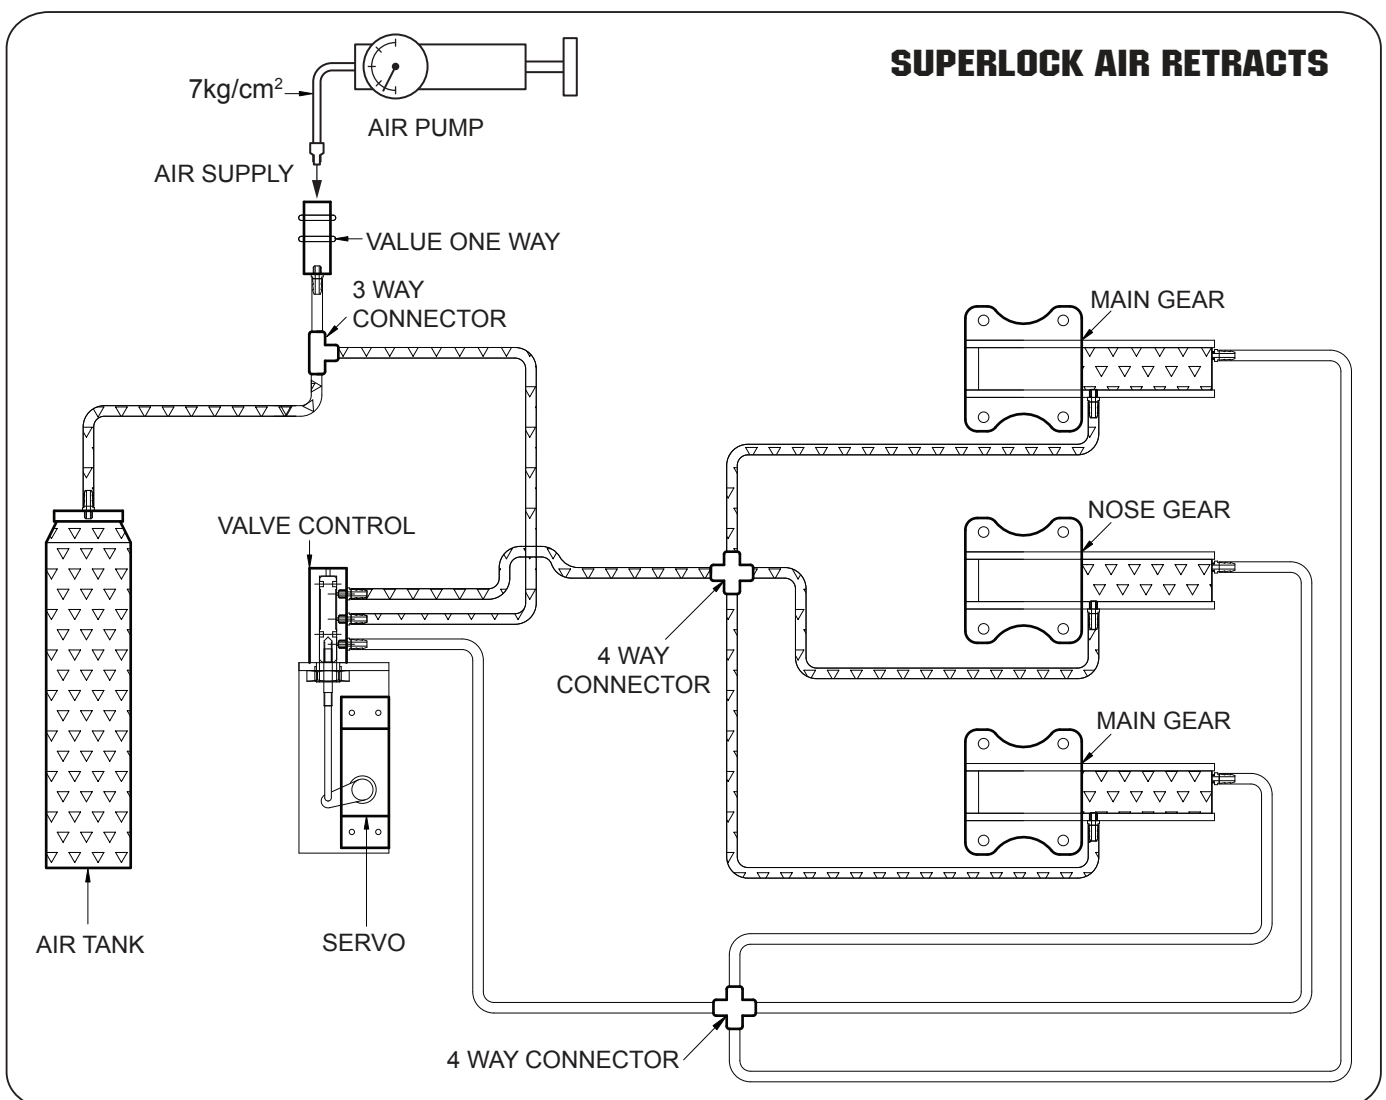 SUPERLOCK AIR RETRACTS
7kg/cm²
AIR PUMP
AIR SUPPLY
VALUE ONE WAY
3 WAY
CONNECTOR
MAIN GEAR
VALVE CONTROL
NOSE GEAR
4 WAY
CONNECTOR
MAIN GEAR
AIR TANK
SERVO
4 WAY CONNECTOR